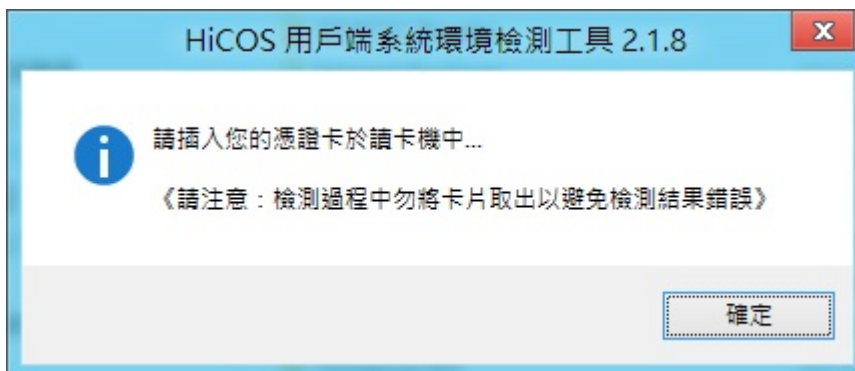 HiCOS 用戶端系統環境檢測工具 2.1.8
請插入您的憑證卡於讀卡機中...
《請注意：檢測過程中勿將卡片取出以避免檢測結果錯誤》
確定